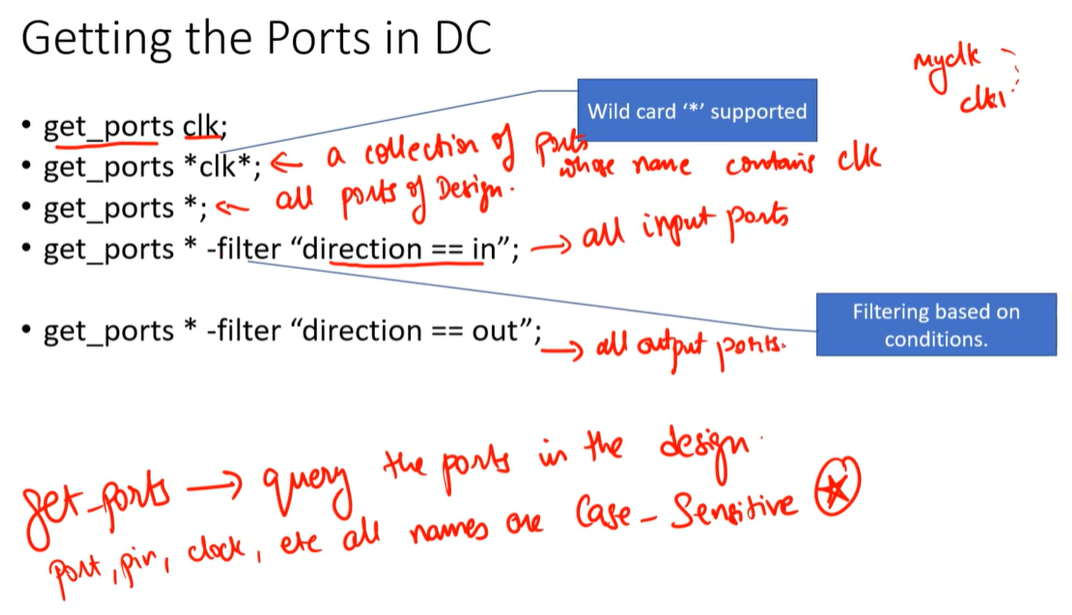 Getting the Ports in DC
myclk
clk1
Wild card '*' supported
• get_ports clk;
• get_ports *clk*; ← a collection of ports whose name contains clk
• get_ports *; ← all ports of Design.
• get_ports * -filter “direction == in”; → all input ports
Filtering based on
conditions.
• get_ports * -filter “direction == out”; → all output ports.
get_ports → query the ports in the design.
port, pin, clock, etc all names are Case-Sensitive